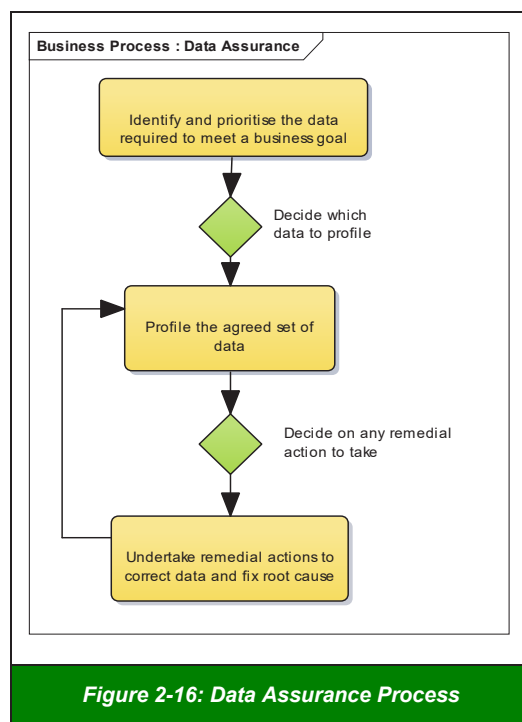 Business Process : Data Assurance
Identify and prioritise the data
required to meet a business goal
Decide which
data to profile
Profile the agreed set of
data
Decide on any remedial
action to take
Undertake remedial actions to
correct data and fix root cause
Figure 2-16: Data Assurance Process